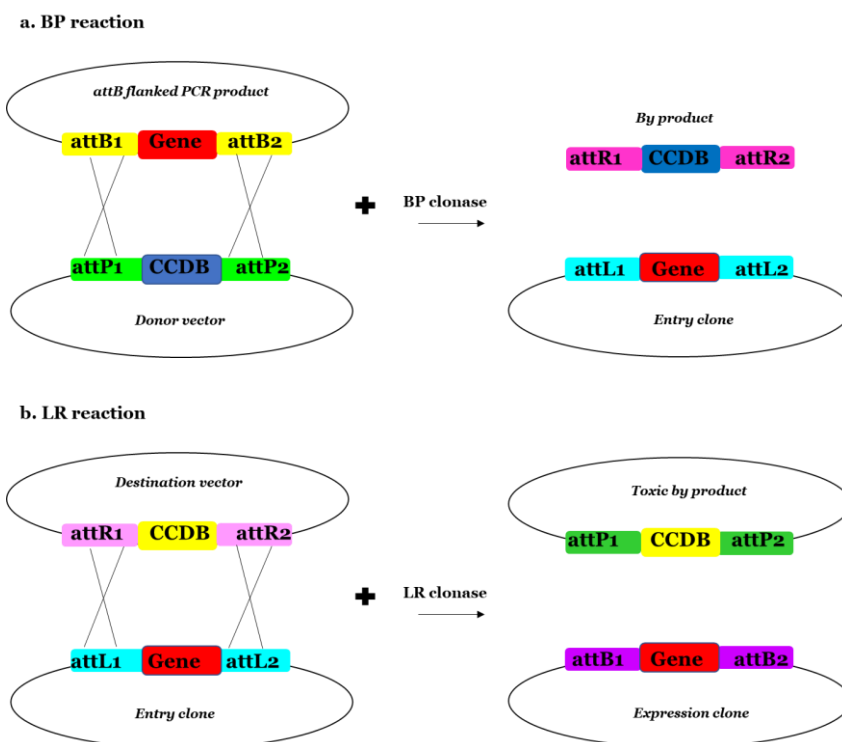 a. BP reaction
attB flanked PCR product
attB1 Gene attB2
attP1 CCDB attP2
Donor vector
BP clonase
By product
attR1 CCDB attR2
attL1 Gene attL2
Entry clone
b. LR reaction
Destination vector
attR1 CCDB attR2
attL1 Gene attL2
Entry clone
LR clonase
Toxic by product
attP1 CCDB attP2
attB1 Gene attB2
Expression clone